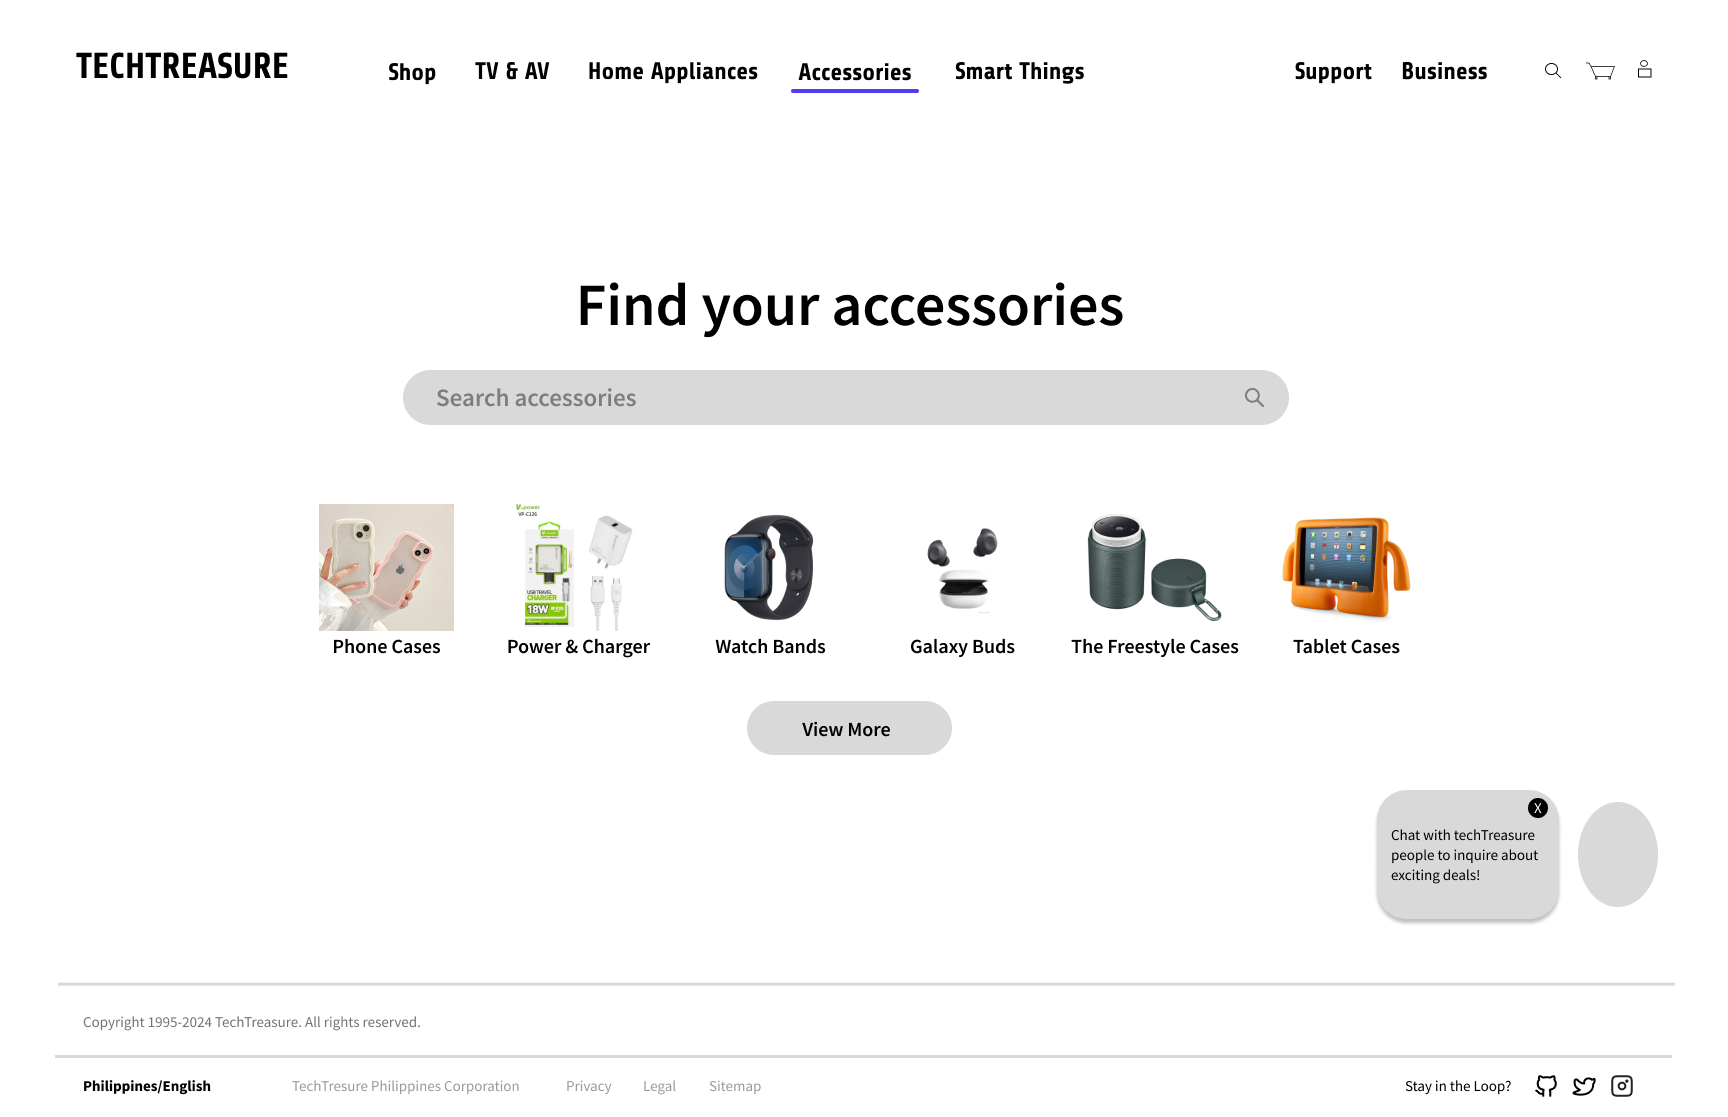 TECHTREASURE
Shop
TV & AV
Home Appliances
Accessories
Smart Things
Support
Business
Find your accessories
Search accessories
V-power
VP-C126
USB TRAVEL
CHARGER
18W
Phone Cases
Power & Charger
Watch Bands
Galaxy Buds
The Freestyle Cases
Tablet Cases
View More
X
Chat with techTreasure
people to inquire about
exciting deals!
Copyright 1995-2024 TechTreasure. All rights reserved.
Philippines/English
TechTresure Philippines Corporation
Privacy
Legal
Sitemap
Stay in the Loop?